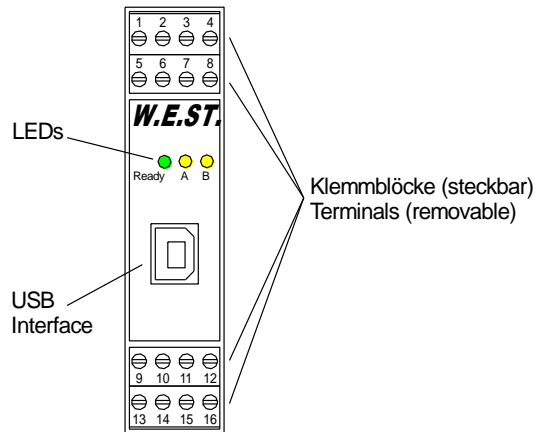 1 2 3 4
5 6 7 8
W.E.ST.
LEDs
Ready A B
Klemmblöcke (steckbar)
Terminals (removable)
USB
Interface
9 10 11 12
13 14 15 16